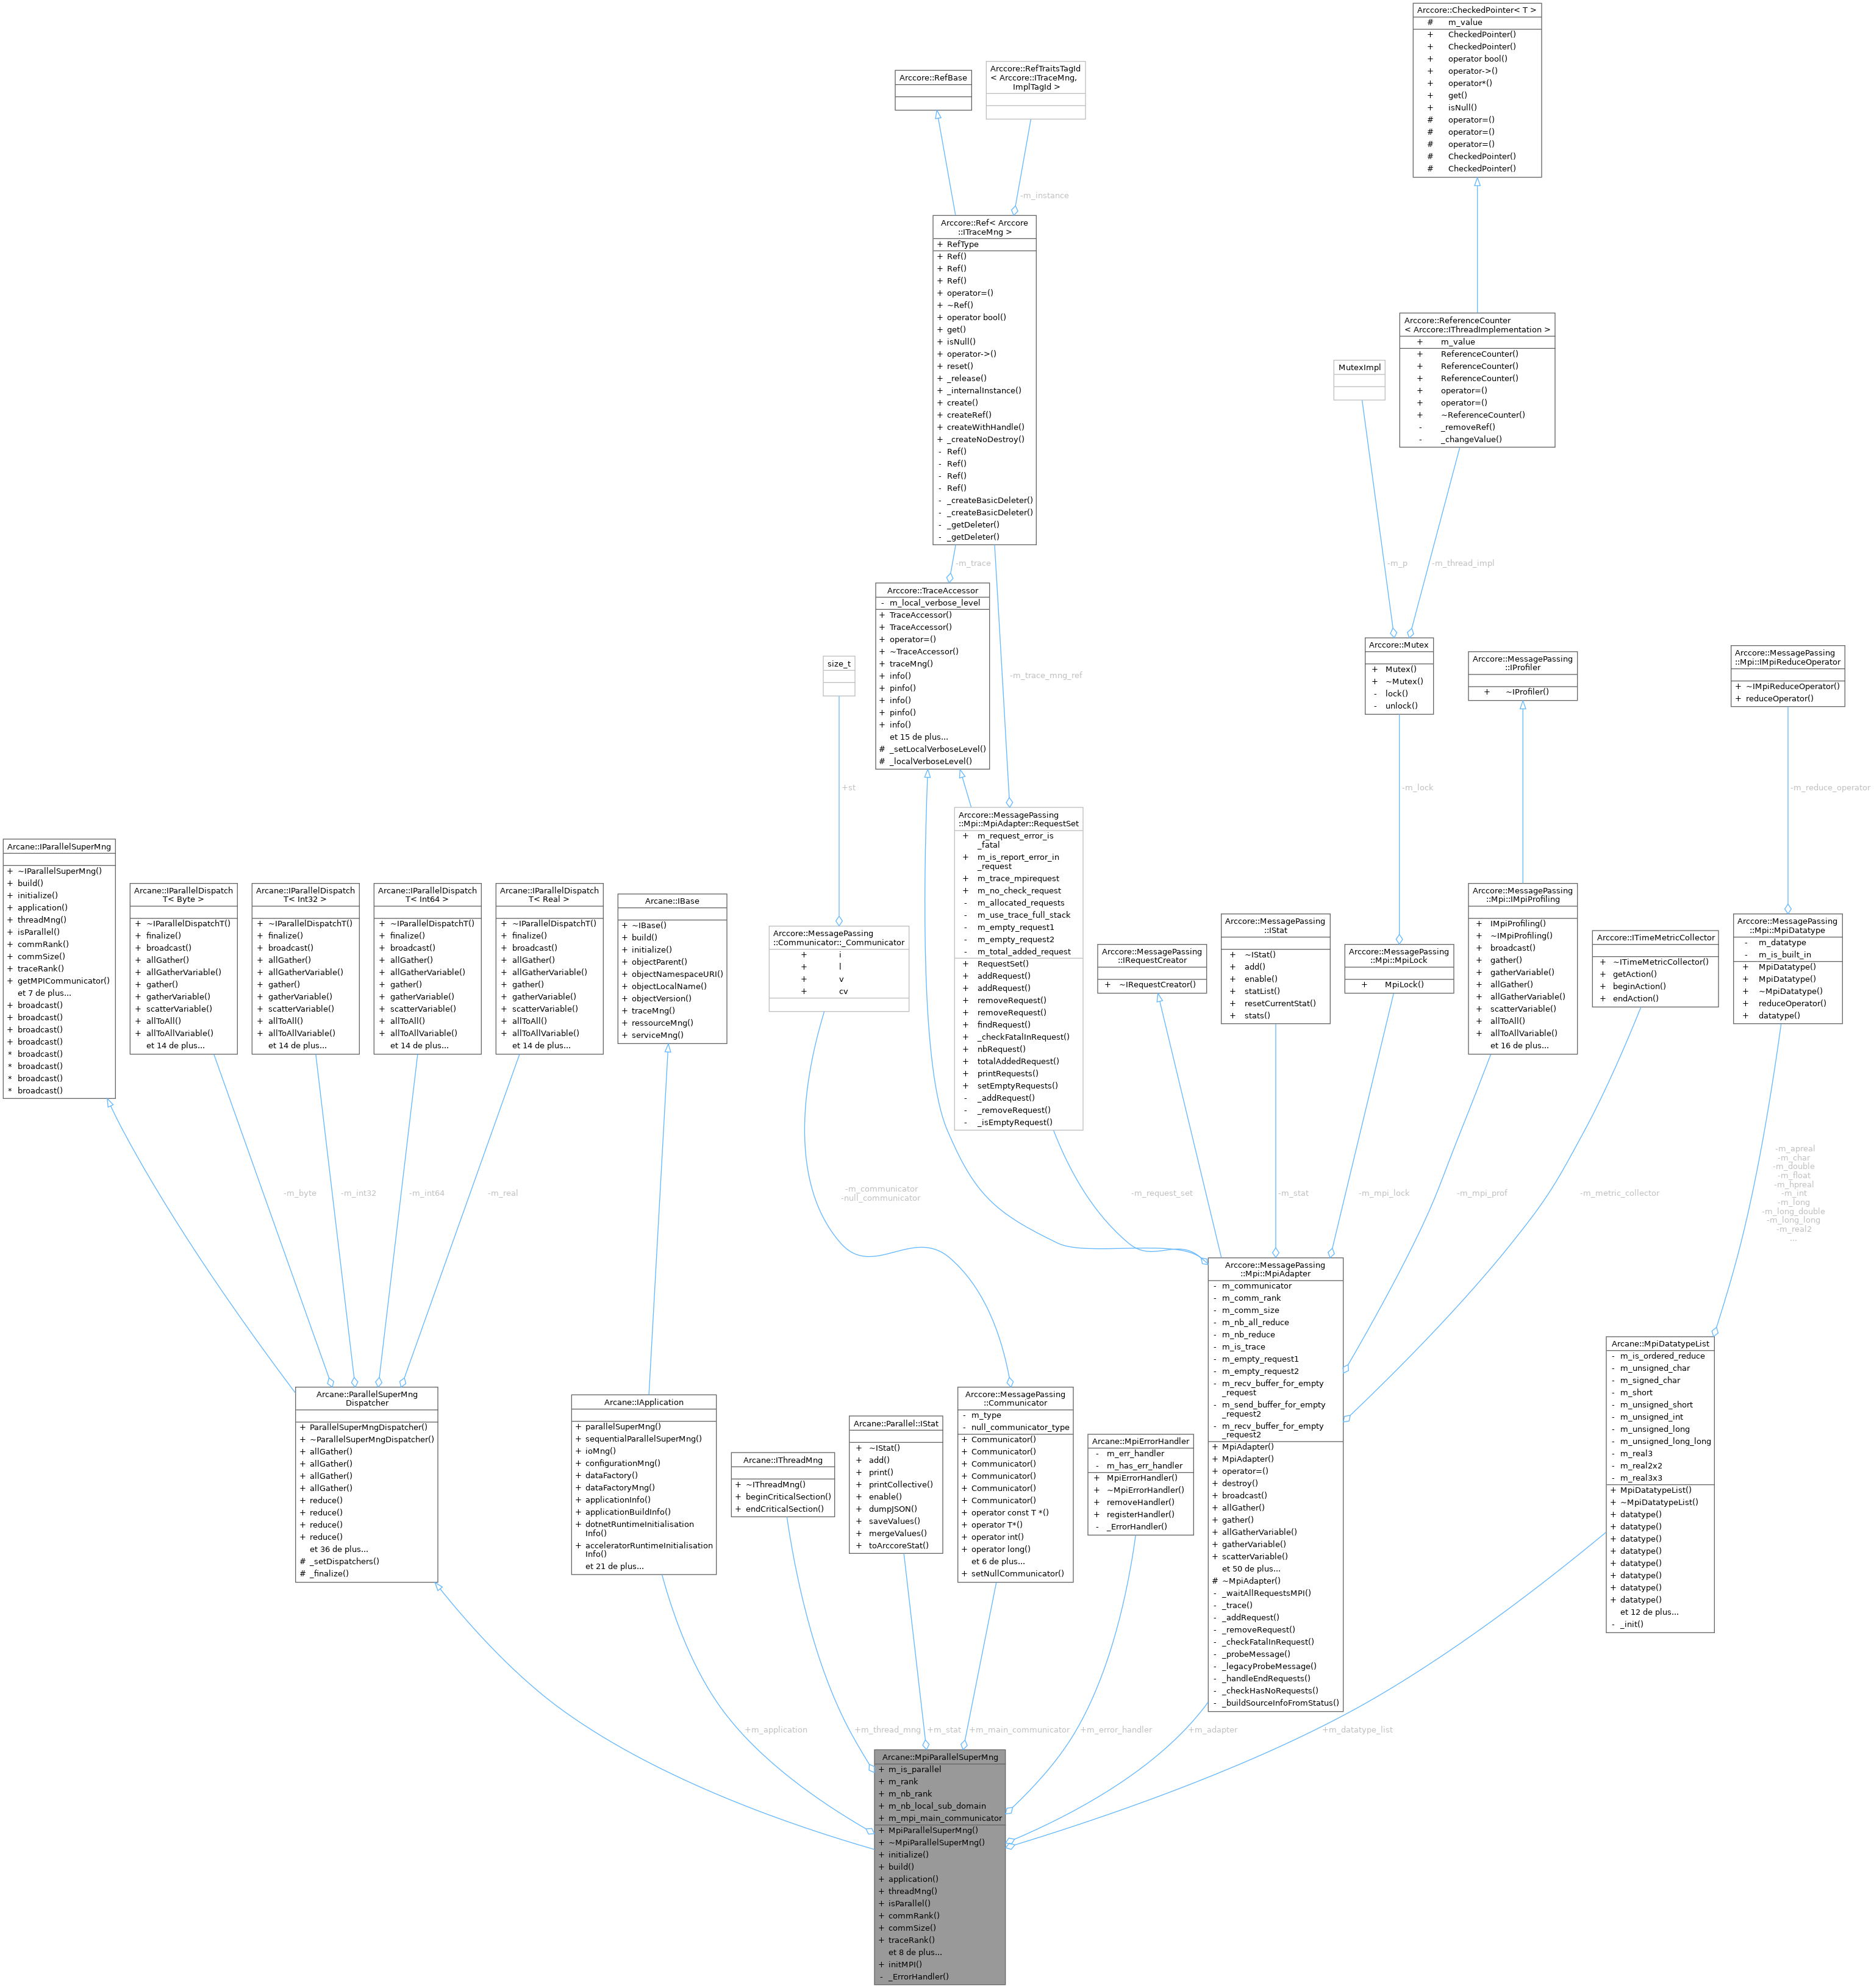 Arccore::CheckedPointer< T >
# m_value
+ CheckedPointer()
+ CheckedPointer()
+ operator bool()
+ operator->()
+ operator*()
+ get()
+ isNull()
# operator=()
# operator=()
# operator=()
# CheckedPointer()
# CheckedPointer()
Arccore::RefBase
Arccore::RefTraitsTagId
< Arccore::ITraceMng,
ImplTagId >
-m_instance
Arccore::Ref< Arccore
::ITraceMng >
+ RefType
+ Ref()
+ Ref()
+ Ref()
+ operator=()
+ ~Ref()
+ operator bool()
+ get()
+ isNull()
+ operator->()
+ reset()
+ _release()
+ _internalInstance()
+ create()
+ createRef()
+ createWithHandle()
+ _createNoDestroy()
- Ref()
- Ref()
- Ref()
- Ref()
- _createBasicDeleter()
- _createBasicDeleter()
- _getDeleter()
- _getDeleter()
Arccore::ReferenceCounter
< Arccore::IThreadImplementation >
+ m_value
+ ReferenceCounter()
+ ReferenceCounter()
+ ReferenceCounter()
+ operator=()
+ operator=()
+ ~ReferenceCounter()
- _removeRef()
- _changeValue()
MutexImpl
-m_trace
-m_p
-m_thread_impl
Arccore::TraceAccessor
- m_local_verbose_level
+ TraceAccessor()
+ TraceAccessor()
+ operator=()
+ ~TraceAccessor()
+ traceMng()
+ info()
+ pinfo()
+ info()
+ pinfo()
+ info()
et 15 de plus...
# _setLocalVerboseLevel()
# _localVerboseLevel()
-m_trace_mng_ref
size_t
+st
Arccore::Mutex
+ Mutex()
+ ~Mutex()
- lock()
- unlock()
-m_lock
Arccore::MessagePassing
::IProfiler
+ ~IProfiler()
Arccore::MessagePassing
::Mpi::IMpiReduceOperator
+ ~IMpiReduceOperator()
+ reduceOperator()
-m_reduce_operator
Arccore::MessagePassing
::Mpi::MpiAdapter::RequestSet
+ m_request_error_is
_fatal
+ m_is_report_error_in
_request
+ m_trace_mpirequest
+ m_no_check_request
- m_allocated_requests
- m_use_trace_full_stack
- m_empty_request1
- m_empty_request2
- m_total_added_request
+ RequestSet()
+ addRequest()
+ addRequest()
+ removeRequest()
+ removeRequest()
+ findRequest()
+ _checkFatalInRequest()
+ nbRequest()
+ totalAddedRequest()
+ printRequests()
+ setEmptyRequests()
- _addRequest()
- _removeRequest()
- _isEmptyRequest()
Arcane::IParallelSuperMng
+ ~IParallelSuperMng()
+ build()
+ initialize()
+ application()
+ threadMng()
+ isParallel()
+ commRank()
+ commSize()
+ traceRank()
+ getMPICommunicator()
et 7 de plus...
+ broadcast()
+ broadcast()
+ broadcast()
+ broadcast()
* broadcast()
* broadcast()
* broadcast()
* broadcast()
Arcane::IParallelDispatch
T< Byte >
+ ~IParallelDispatchT()
+ finalize()
+ broadcast()
+ allGather()
+ allGatherVariable()
+ gather()
+ gatherVariable()
+ scatterVariable()
+ allToAll()
+ allToAllVariable()
et 14 de plus...
Arcane::IParallelDispatch
T< Int32 >
+ ~IParallelDispatchT()
+ finalize()
+ broadcast()
+ allGather()
+ allGatherVariable()
+ gather()
+ gatherVariable()
+ scatterVariable()
+ allToAll()
+ allToAllVariable()
et 14 de plus...
Arcane::IParallelDispatch
T< Int64 >
+ ~IParallelDispatchT()
+ finalize()
+ broadcast()
+ allGather()
+ allGatherVariable()
+ gather()
+ gatherVariable()
+ scatterVariable()
+ allToAll()
+ allToAllVariable()
et 14 de plus...
Arcane::IParallelDispatch
T< Real >
+ ~IParallelDispatchT()
+ finalize()
+ broadcast()
+ allGather()
+ allGatherVariable()
+ gather()
+ gatherVariable()
+ scatterVariable()
+ allToAll()
+ allToAllVariable()
et 14 de plus...
Arcane::IBase
+ ~IBase()
+ build()
+ initialize()
+ objectParent()
+ objectNamespaceURI()
+ objectLocalName()
+ objectVersion()
+ traceMng()
+ ressourceMng()
+ serviceMng()
Arccore::MessagePassing
::Communicator::_Communicator
+ i
+ l
+ v
+ cv
Arccore::MessagePassing
::IRequestCreator
+ ~IRequestCreator()
Arccore::MessagePassing
::IStat
+ ~IStat()
+ add()
+ enable()
+ statList()
+ resetCurrentStat()
+ stats()
Arccore::MessagePassing
::Mpi::MpiLock
+ MpiLock()
Arccore::MessagePassing
::Mpi::IMpiProfiling
+ IMpiProfiling()
+ ~IMpiProfiling()
+ broadcast()
+ gather()
+ gatherVariable()
+ allGather()
+ allGatherVariable()
+ scatterVariable()
+ allToAll()
+ allToAllVariable()
et 16 de plus...
Arccore::ITimeMetricCollector
+ ~ITimeMetricCollector()
+ getAction()
+ beginAction()
+ endAction()
Arccore::MessagePassing
::Mpi::MpiDatatype
- m_datatype
- m_is_built_in
+ MpiDatatype()
+ MpiDatatype()
+ ~MpiDatatype()
+ reduceOperator()
+ datatype()
-m_byte
-m_int32
-m_int64
-m_real
-m_communicator
-null_communicator
-m_request_set
-m_stat
-m_mpi_lock
-m_mpi_prof
-m_metric_collector
-m_apreal
-m_char
-m_double
-m_float
-m_hpreal
-m_int
-m_long
-m_long_double
-m_long_long
-m_real2
...
Arcane::ParallelSuperMng
Dispatcher
+ ParallelSuperMngDispatcher()
+ ~ParallelSuperMngDispatcher()
+ allGather()
+ allGather()
+ allGather()
+ allGather()
+ reduce()
+ reduce()
+ reduce()
+ reduce()
et 36 de plus...
# _setDispatchers()
# _finalize()
Arcane::IApplication
+ parallelSuperMng()
+ sequentialParallelSuperMng()
+ ioMng()
+ configurationMng()
+ dataFactory()
+ dataFactoryMng()
+ applicationInfo()
+ applicationBuildInfo()
+ dotnetRuntimeInitialisation
Info()
+ acceleratorRuntimeInitialisation
Info()
et 21 de plus...
Arcane::IThreadMng
+ ~IThreadMng()
+ beginCriticalSection()
+ endCriticalSection()
Arcane::Parallel::IStat
+ ~IStat()
+ add()
+ print()
+ printCollective()
+ enable()
+ dumpJSON()
+ saveValues()
+ mergeValues()
+ toArccoreStat()
Arccore::MessagePassing
::Communicator
- m_type
- null_communicator_type
+ Communicator()
+ Communicator()
+ Communicator()
+ Communicator()
+ Communicator()
+ Communicator()
+ operator const T *()
+ operator T*()
+ operator int()
+ operator long()
et 6 de plus...
+ setNullCommunicator()
Arcane::MpiErrorHandler
- m_err_handler
- m_has_err_handler
+ MpiErrorHandler()
+ ~MpiErrorHandler()
+ removeHandler()
+ registerHandler()
- _ErrorHandler()
Arccore::MessagePassing
::Mpi::MpiAdapter
- m_communicator
- m_comm_rank
- m_comm_size
- m_nb_all_reduce
- m_nb_reduce
- m_is_trace
- m_empty_request1
- m_empty_request2
- m_recv_buffer_for_empty
_request
- m_send_buffer_for_empty
_request2
- m_recv_buffer_for_empty
_request2
+ MpiAdapter()
+ MpiAdapter()
+ operator=()
+ destroy()
+ broadcast()
+ allGather()
+ gather()
+ allGatherVariable()
+ gatherVariable()
+ scatterVariable()
et 50 de plus...
# ~MpiAdapter()
- _waitAllRequestsMPI()
- _trace()
- _addRequest()
- _removeRequest()
- _checkFatalInRequest()
- _probeMessage()
- _legacyProbeMessage()
- _handleEndRequests()
- _checkHasNoRequests()
- _buildSourceInfoFromStatus()
Arcane::MpiDatatypeList
- m_is_ordered_reduce
- m_unsigned_char
- m_signed_char
- m_short
- m_unsigned_short
- m_unsigned_int
- m_unsigned_long
- m_unsigned_long_long
- m_real3
- m_real2x2
- m_real3x3
+ MpiDatatypeList()
+ ~MpiDatatypeList()
+ datatype()
+ datatype()
+ datatype()
+ datatype()
+ datatype()
+ datatype()
+ datatype()
+ datatype()
et 12 de plus...
- _init()
+m_application
+m_thread_mng
+m_stat
+m_main_communicator
+m_error_handler
+m_adapter
+m_datatype_list
Arcane::MpiParallelSuperMng
+ m_is_parallel
+ m_rank
+ m_nb_rank
+ m_nb_local_sub_domain
+ m_mpi_main_communicator
+ MpiParallelSuperMng()
+ ~MpiParallelSuperMng()
+ initialize()
+ build()
+ application()
+ threadMng()
+ isParallel()
+ commRank()
+ commSize()
+ traceRank()
et 8 de plus...
+ initMPI()
- _ErrorHandler()